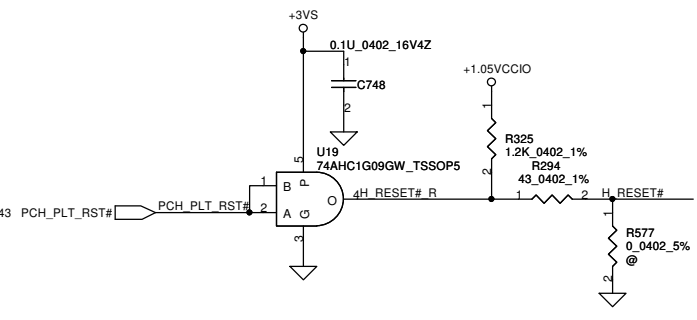 +3VS
0.1U_0402_16V4Z
1
C748
2
+1.05VCCIO
1
R325
1.2K_0402_1%
2
U19
74AHC1G09GW_TSSOP5
5
R294
43_0402_1%
43 PCH_PLT_RST#
PCH_PLT_RST#
1 B P
2 A G
O
4
H_RESET#_R
1
2
H_RESET#
3
1
R577
0_0402_5%
@
2